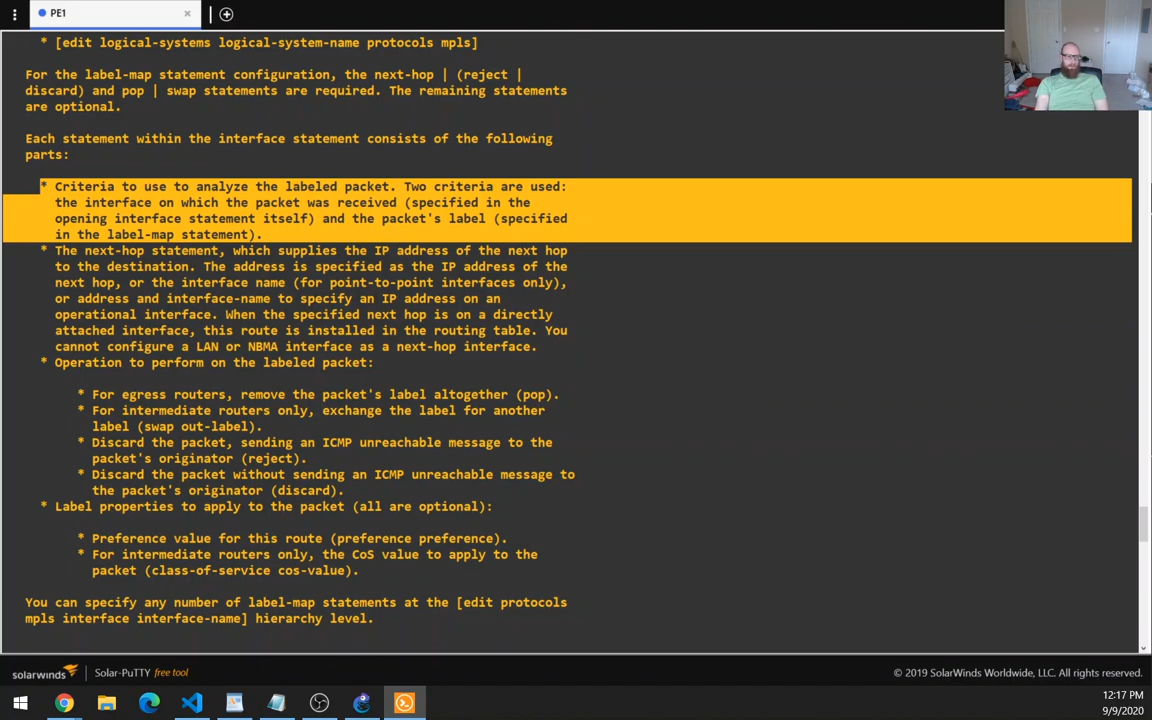 PE1
* [edit logical-systems logical-system-name protocols mpls]
For the label-map statement configuration, the next-hop | (reject |
discard) and pop | swap statements are required. The remaining statements
are optional.
Each statement within the interface statement consists of the following
parts:
* Criteria to use to analyze the labeled packet. Two criteria are used:
the interface on which the packet was received (specified in the
opening interface statement itself) and the packet's label (specified
in the label-map statement).
* The next-hop statement, which supplies the IP address of the next hop
to the destination. The address is specified as the IP address of the
next hop, or the interface name (for point-to-point interfaces only),
or address and interface-name to specify an IP address on an
operational interface. When the specified next hop is on a directly
attached interface, this route is installed in the routing table. You
cannot configure a LAN or NBMA interface as a next-hop interface.
* Operation to perform on the labeled packet:
* For egress routers, remove the packet's label altogether (pop).
* For intermediate routers only, exchange the label for another
label (swap out-label).
* Discard the packet, sending an ICMP unreachable message to the
packet's originator (reject).
* Discard the packet without sending an ICMP unreachable message to
the packet's originator (discard).
* Label properties to apply to the packet (all are optional):
* Preference value for this route (preference preference).
* For intermediate routers only, the CoS value to apply to the
packet (class-of-service cos-value).
You can specify any number of label-map statements at the [edit protocols
mpls interface interface-name] hierarchy level.
solarwinds Solar-PuTTY free tool © 2019 SolarWinds Worldwide, LLC. All rights reserved.
12:17 PM
9/9/2020